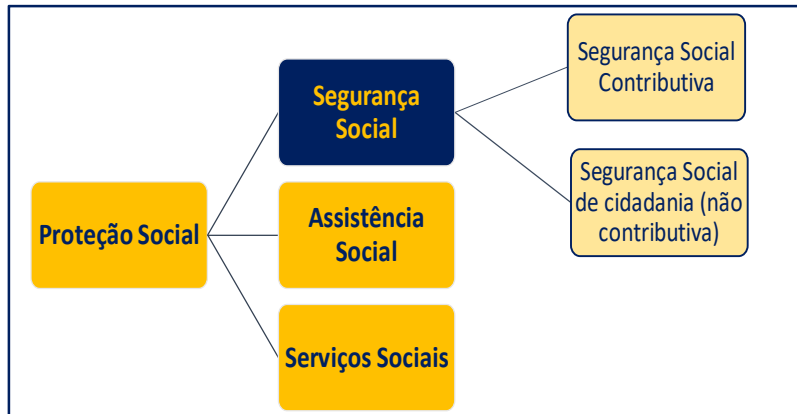 Proteção Social
Segurança
Social
Assistência
Social
Serviços Sociais
Segurança Social
Contributiva
Segurança Social
de cidadania (não
contributiva)